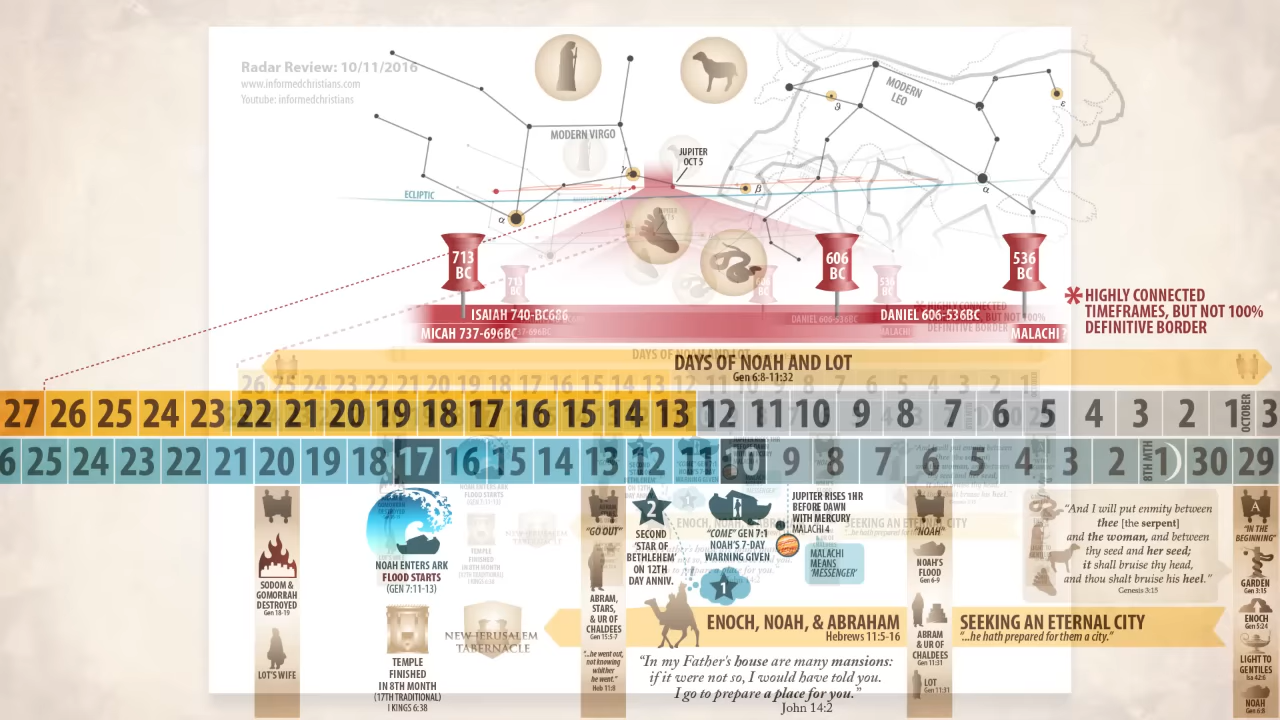 Radar Review: 10/11/2016
www.informedchristians.com
Youtube: informedchristians
MODERN VIRGO
MODERN
LEO
JUPITER
OCT 5
ECLIPTIC
γ
β
α
ϑ
ε
α
713
BC
606
BC
536
BC
ISAIAH 740-BC686
DANIEL 606-536BC
MICAH 737-696BC
MALACHI ?
* HIGHLY CONNECTED
TIMEFRAMES, BUT NOT 100%
DEFINITIVE BORDER
DAYS OF NOAH AND LOT
Gen 6:8-11:32
27 26 25 24 23 22 21 20 19 18 17 16 15 14 13 12 11 10 9 8 7 6 5 4 3 2 1 OCTOBER 3
6 25 24 23 22 21 20 19 18 17 16 15 14 13 12 11 10 9 8 7 6 5 4 3 2 8TH MTH 1 30 29
SODOM &
GOMORRAH
DESTROYED
Gen 18-19
LOT'S WIFE
NOAH ENTERS ARK
FLOOD STARTS
(GEN 7:11-13)
TEMPLE
FINISHED
IN 8TH MONTH
(17TH TRADITIONAL)
I KINGS 6:38
NEW JERUSALEM
TABERNACLE
"GO OUT"
ABRAM,
STARS,
& UR OF
CHALDEES
Gen 15:5-7
"...he went out,
not knowing
whither
he went."
Heb 11:8
2
SECOND
'STAR OF
BETHLEHEM'
ON 12TH
DAY ANNIV.
"COME" GEN 7:1
NOAH'S 7-DAY
WARNING GIVEN
1
JUPITER RISES 1HR
BEFORE DAWN
WITH MERCURY
MALACHI 4
MALACHI
MEANS
'MESSENGER'
ENOCH, NOAH, & ABRAHAM
Hebrews 11:5-16
"In my Father's house are many mansions:
if it were not so, I would have told you.
I go to prepare a place for you."
John 14:2
"NOAH"
NOAH'S
FLOOD
Gen 6-9
ABRAM
& UR OF
CHALDEES
Gen 11:31
LOT
Gen 11:31
SEEKING AN ETERNAL CITY
"...he hath prepared for them a city."
"And I will put enmity between
thee [the serpent]
and the woman, and between
thy seed and her seed;
it shall bruise thy head,
and thou shalt bruise his heel."
Genesis 3:15
A
"IN THE
BEGINNING"
GARDEN
Gen 3:15
ENOCH
Gen 5:24
LIGHT TO
GENTILES
Isa 42:6
NOAH
Gen 6:8